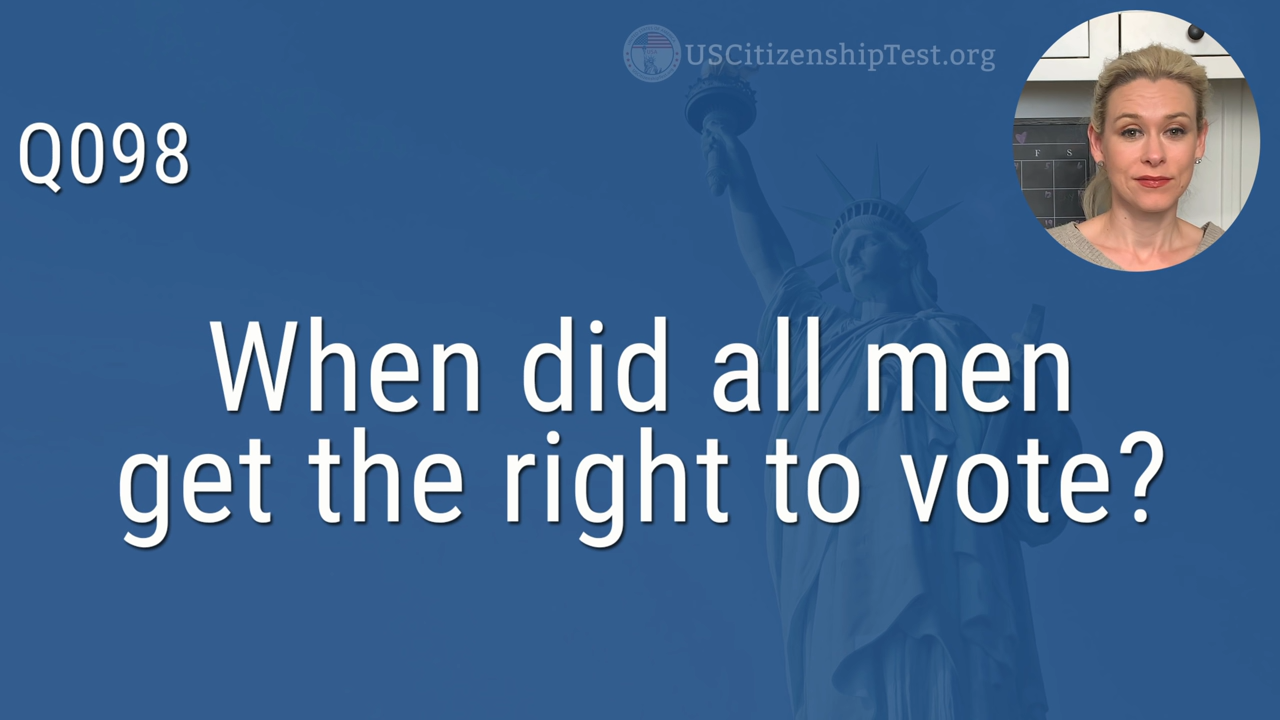 USCitizenshipTest.org
Q098
F S
When did all men
get the right to vote?